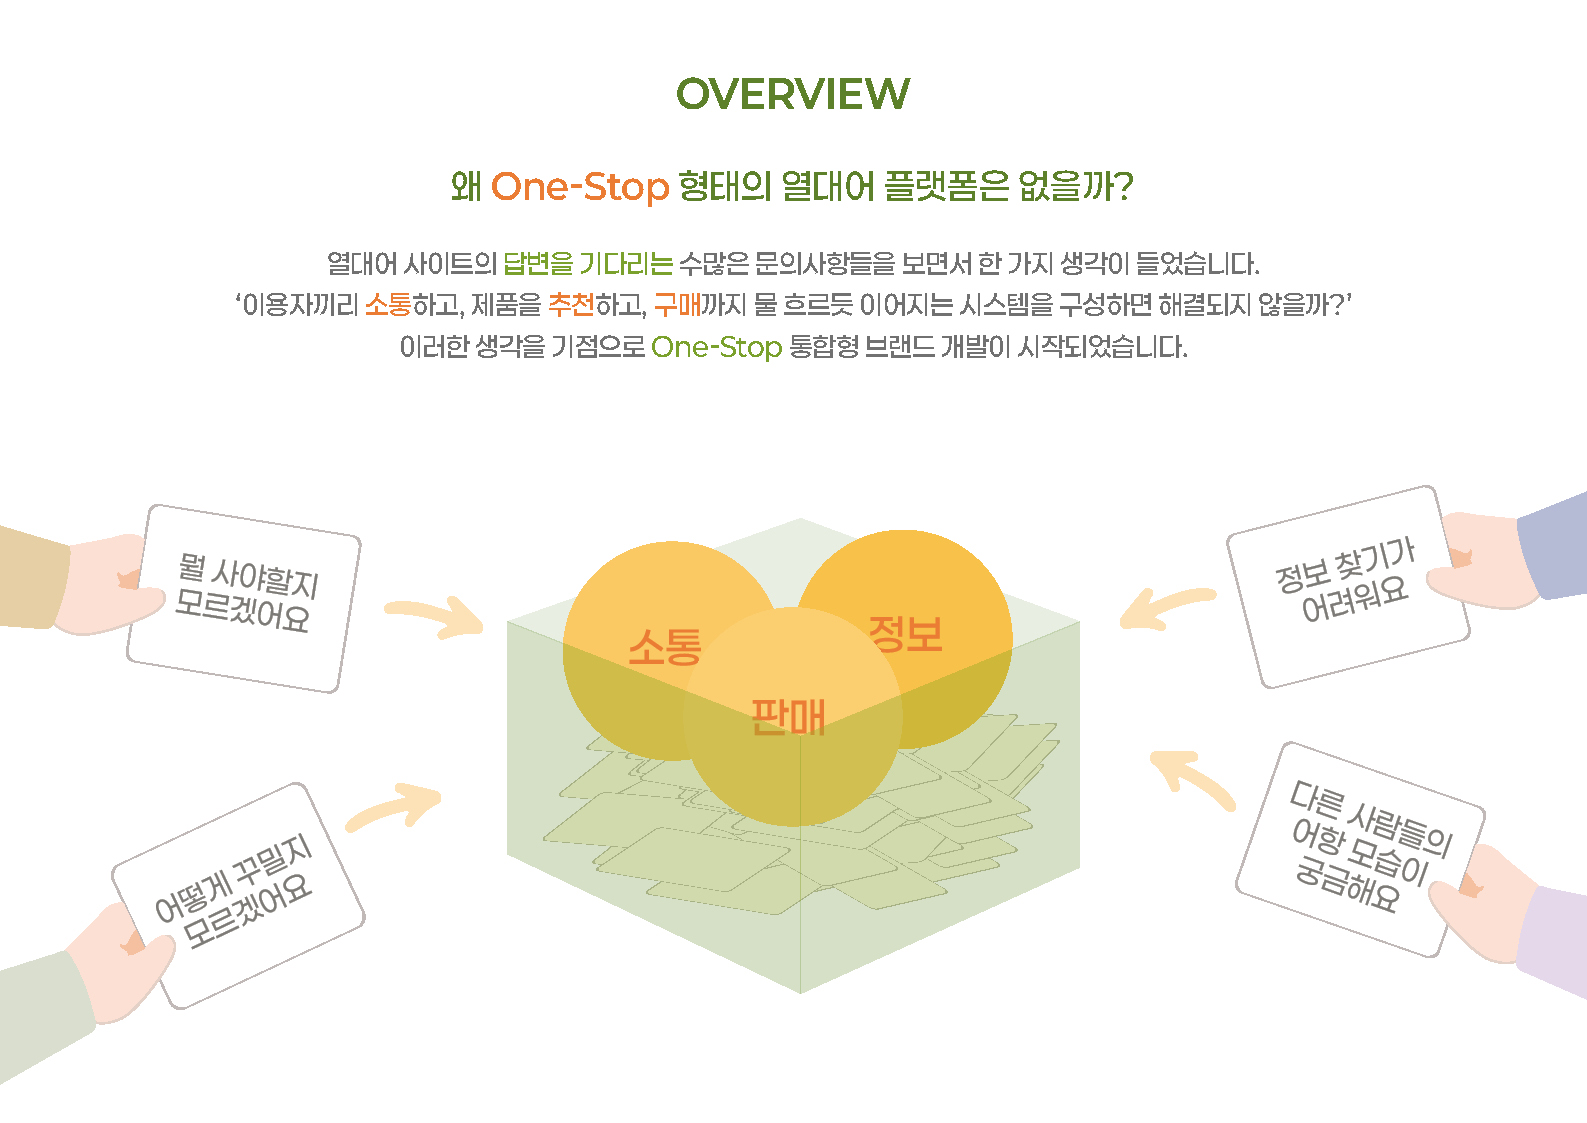 OVERVIEW
왜 One-Stop 형태의 열대어 플랫폼은 없을까?
열대어 사이트의 답변을 기다리는 수많은 문의사항들을 보면서 한 가지 생각이 들었습니다.
‘이용자끼리 소통하고, 제품을 추천하고, 구매까지 물 흐르듯 이어지는 시스템을 구성하면 해결되지 않을까?’
이러한 생각을 기점으로 One-Stop 통합형 브랜드 개발이 시작되었습니다.
뭘 사야할지
모르겠어요
정보 찾기가
어려워요
소통
정보
판매
어떻게 꾸밀지
모르겠어요
다른 사람들의
어항 모습이
궁금해요